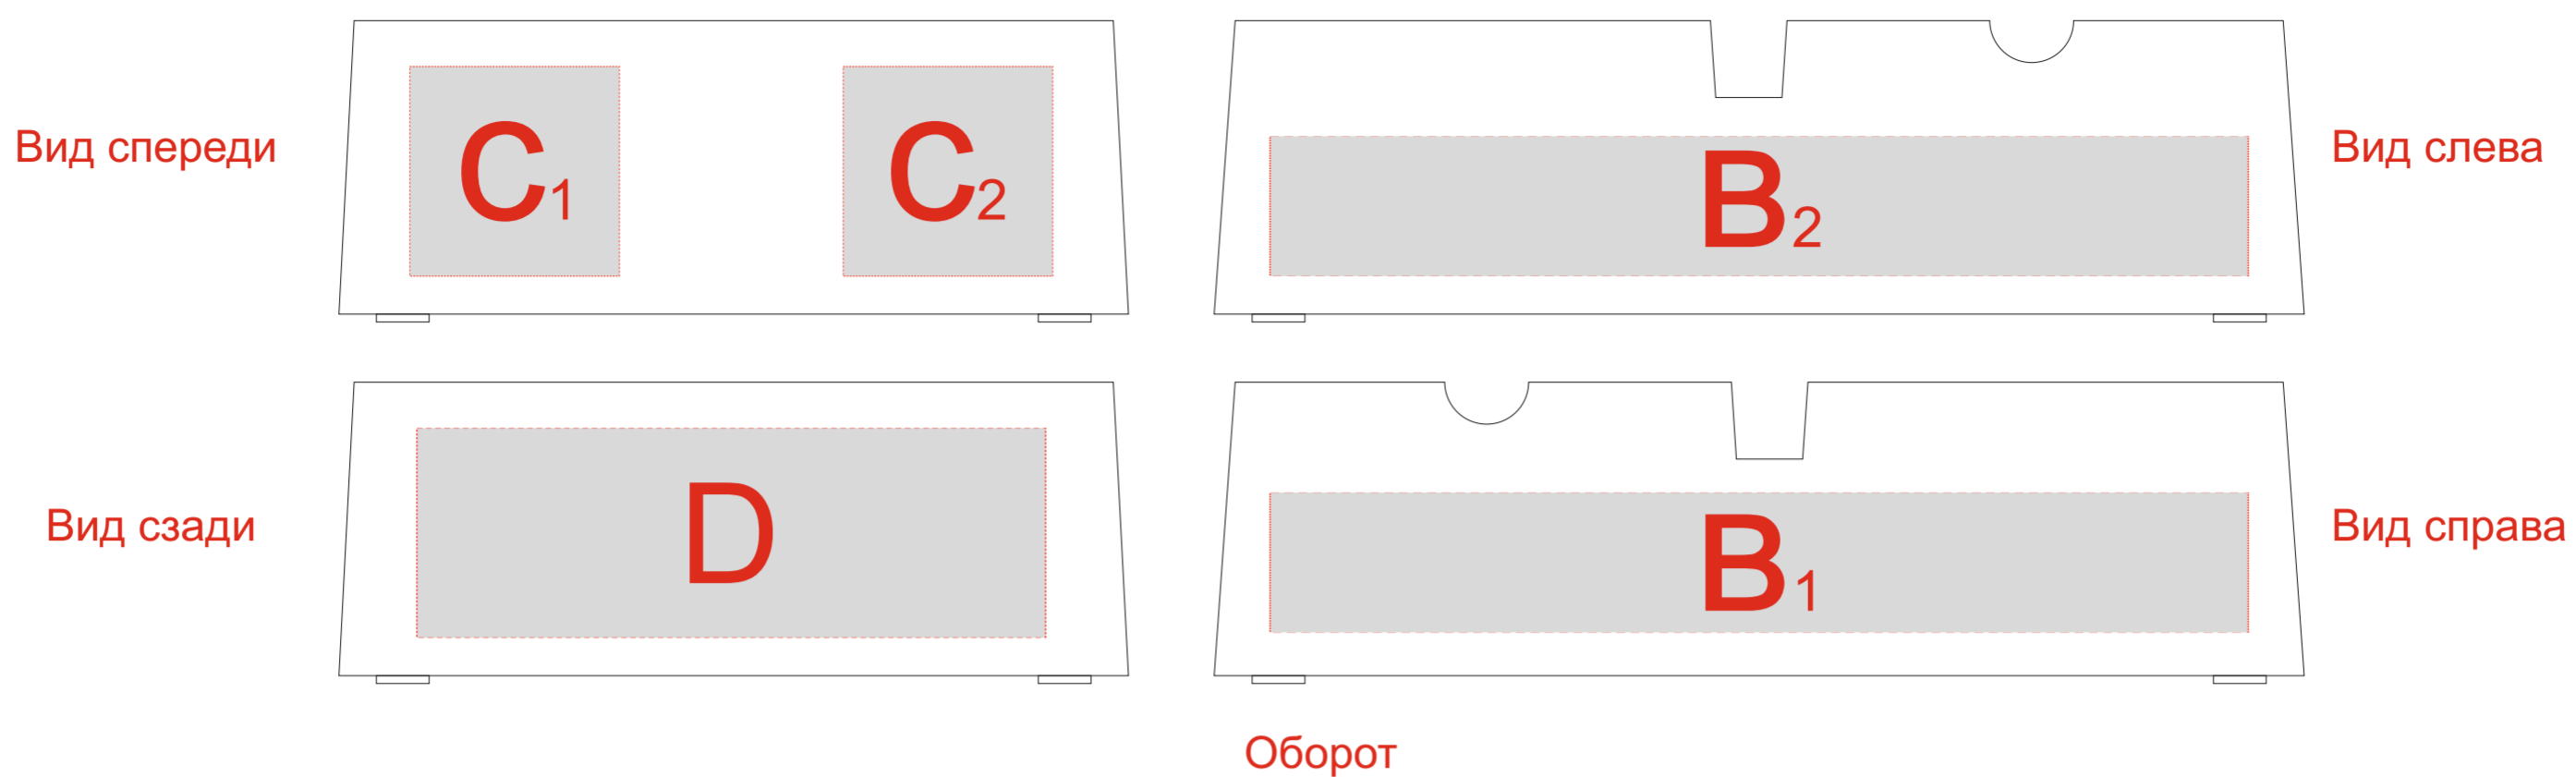 Вид спереди
C1
C2
B2
Вид слева
Вид сзади
D
B1
Вид справа
Оборот